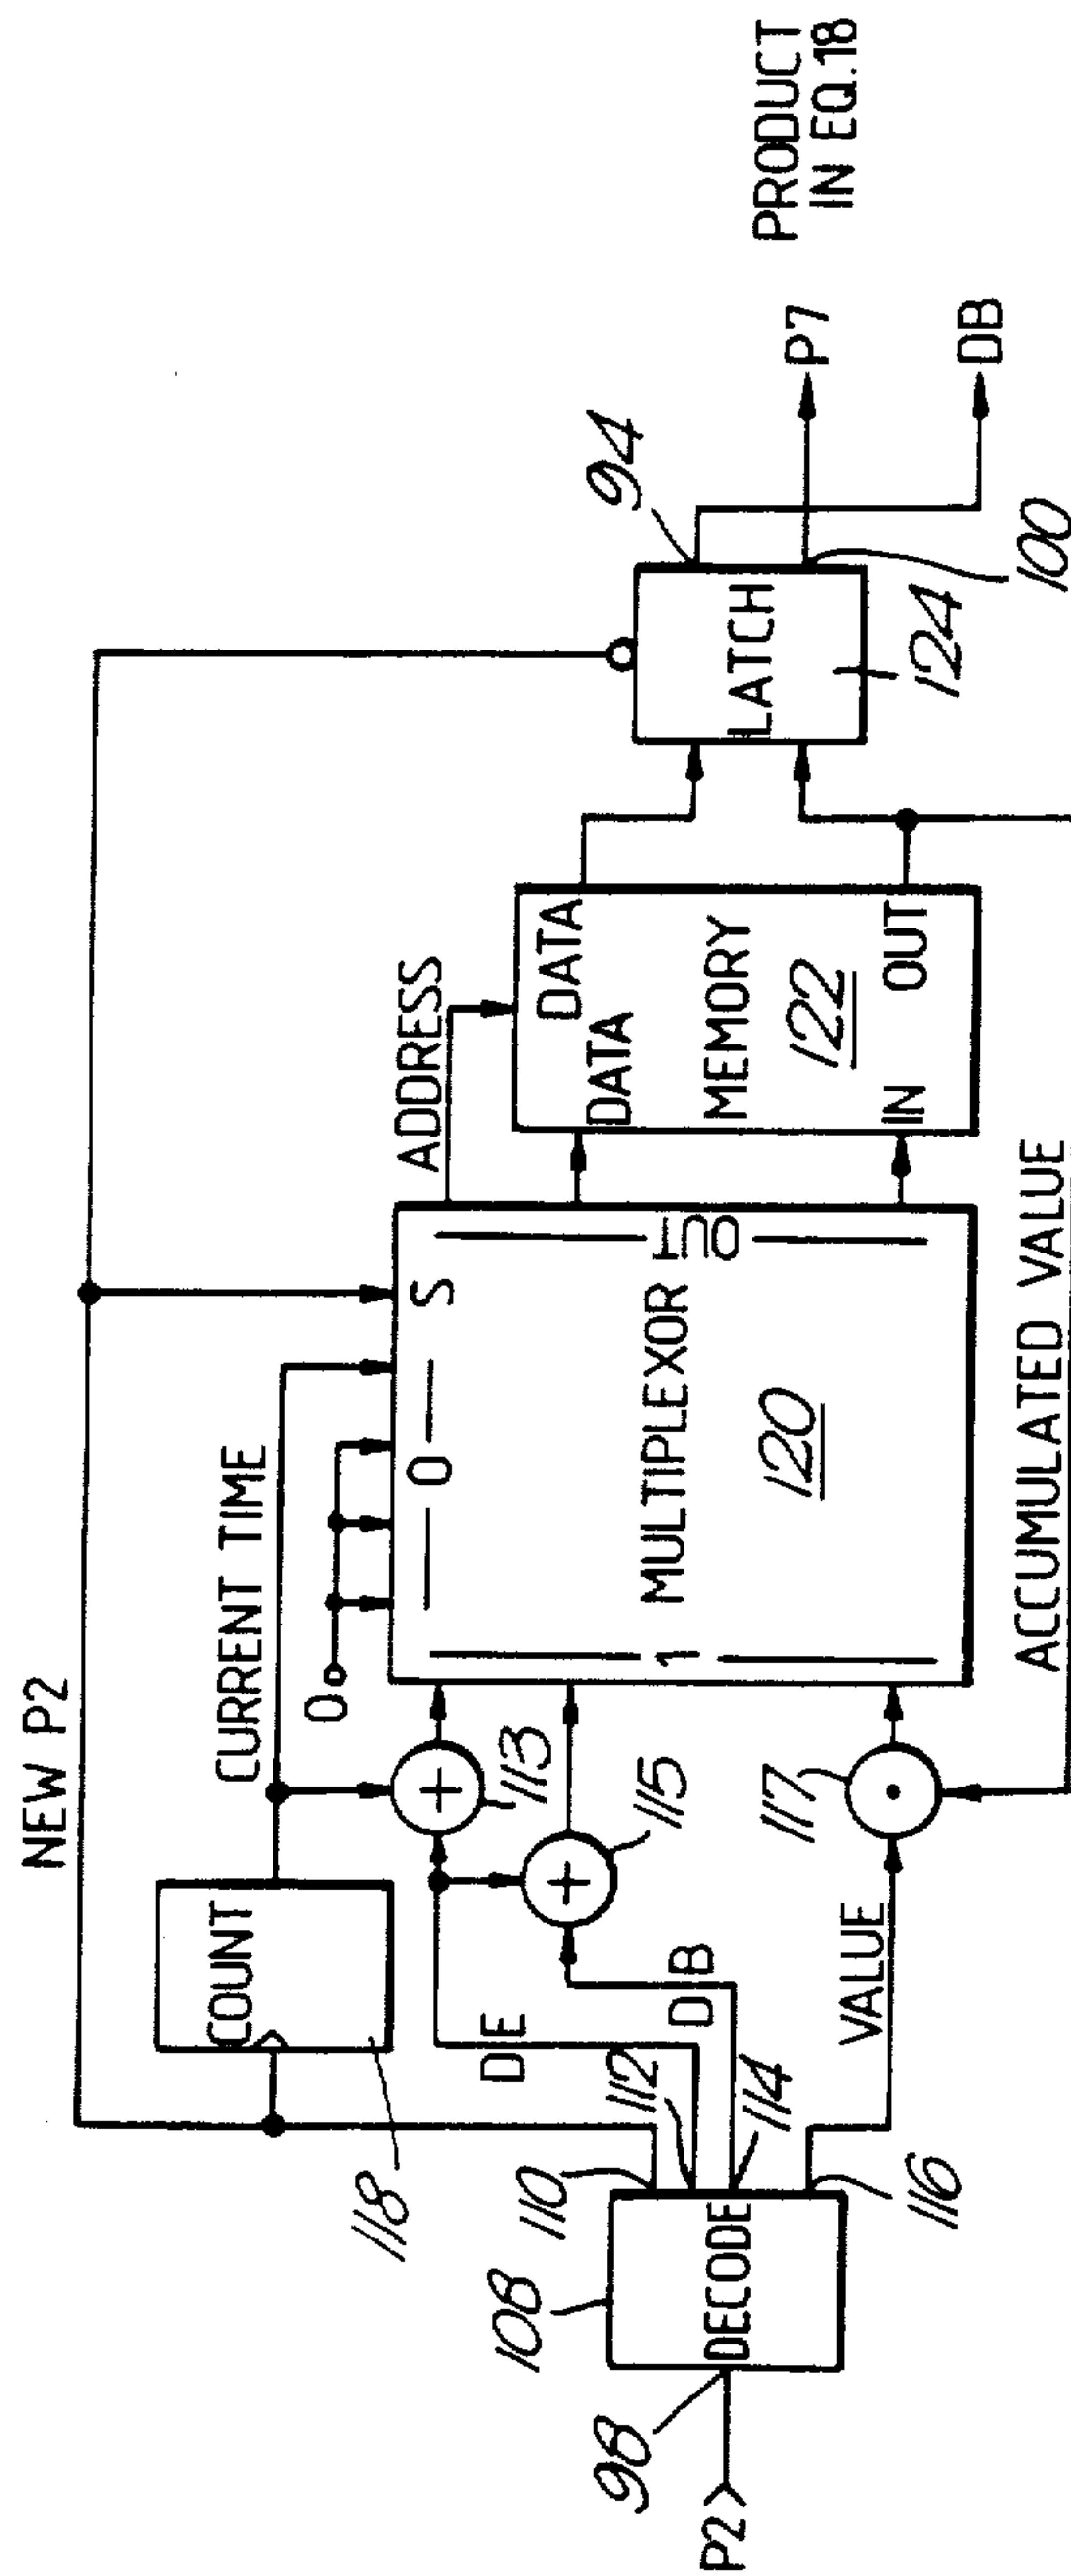 NEW P2
COUNT
118
CURRENT TIME
0
DE
DB
VALUE
113
115
117
P2
98
108
DECODE
110
112
114
116
1
0
S
MULTIPLEXOR
120
OUT
ADDRESS
DATA
DATA
MEMORY
122
IN
OUT
ACCUMULATED VALUE
LATCH
124
94
100
P7
DB
PRODUCT
IN EQ.18